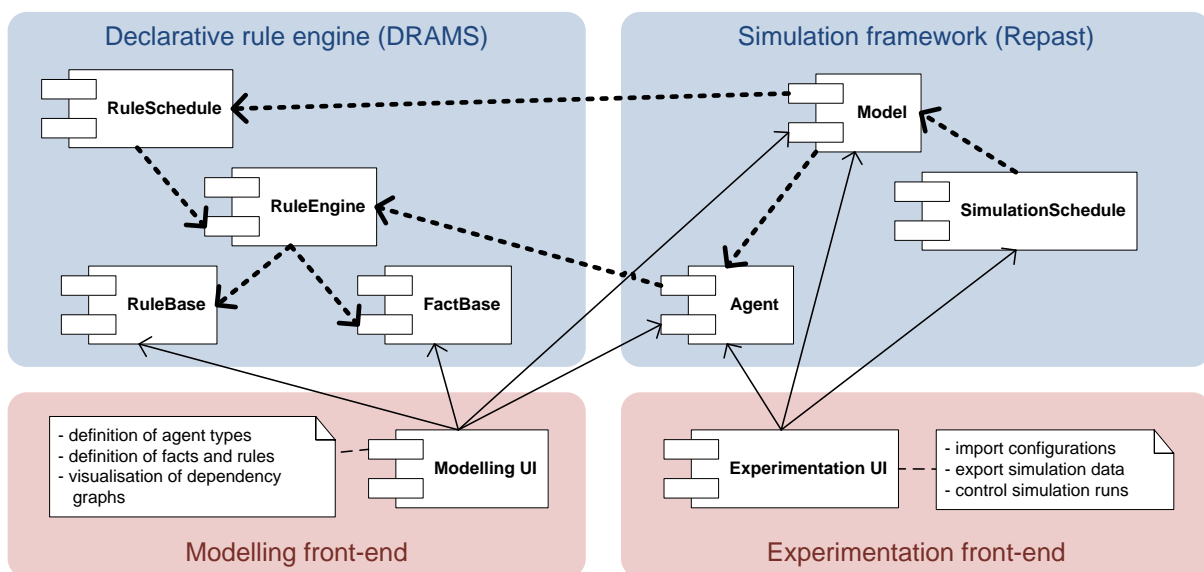 Declarative rule engine (DRAMS)
Simulation framework (Repast)
RuleSchedule
Model
RuleEngine
SimulationSchedule
RuleBase
FactBase
Agent
- definition of agent types
- definition of facts and rules
- visualisation of dependency
graphs
Modelling UI
Experimentation UI
- import configurations
- export simulation data
- control simulation runs
Modelling front-end
Experimentation front-end